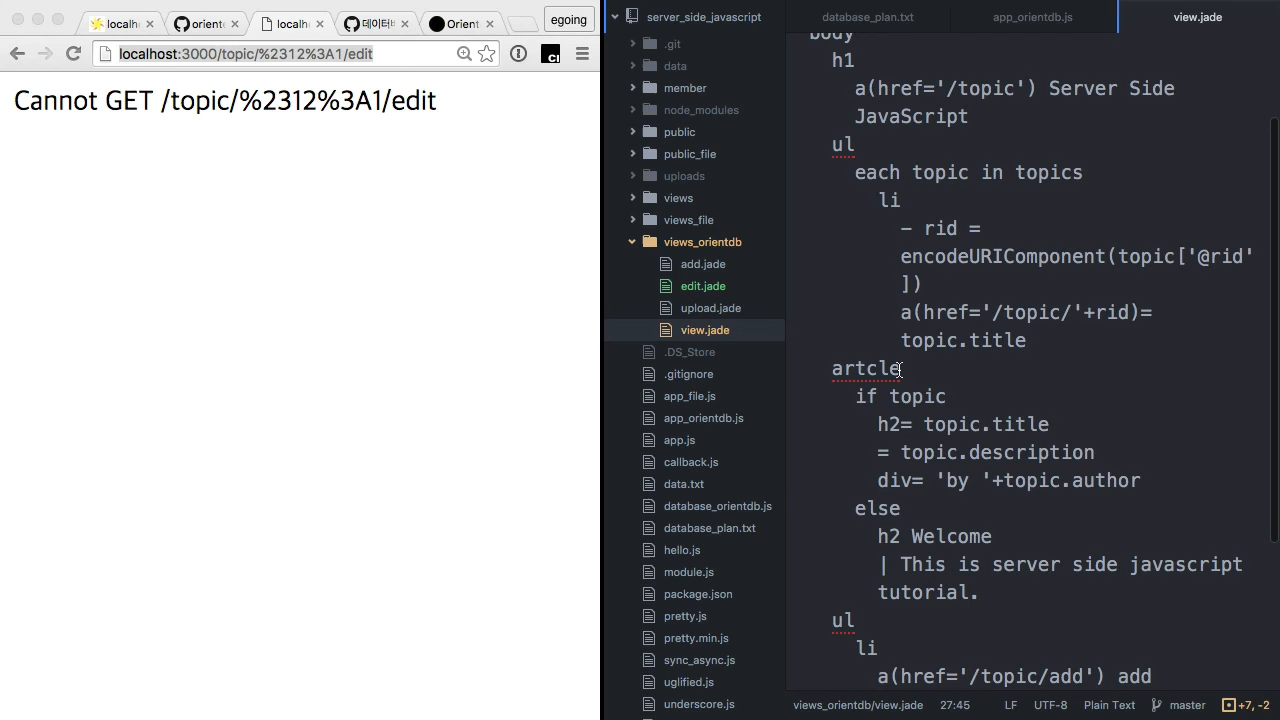 localh
orient
localh
데이터
Orient
egoing
localhost:3000/topic/%2312%3A1/edit
Cannot GET /topic/%2312%3A1/edit
server_side_javascript
.git
data
member
node_modules
public
public_file
uploads
views
views_file
views_orientdb
add.jade
edit.jade
upload.jade
view.jade
.DS_Store
.gitignore
app_file.js
app_orientdb.js
app.js
callback.js
data.txt
database_orientdb.js
database_plan.txt
hello.js
module.js
package.json
pretty.js
pretty.min.js
sync_async.js
uglified.js
underscore.js
database_plan.txt
app_orientdb.js
view.jade
body
h1
a(href='/topic') Server Side
JavaScript
ul
each topic in topics
li
- rid =
encodeURIComponent(topic['@rid'
])
a(href='/topic/'+rid)=
topic.title
artcle
if topic
h2= topic.title
= topic.description
div= 'by '+topic.author
else
h2 Welcome
| This is server side javascript
tutorial.
ul
li
a(href='/topic/add') add
views_orientdb/view.jade 27:45 LF UTF-8 Plain Text master +7, -2